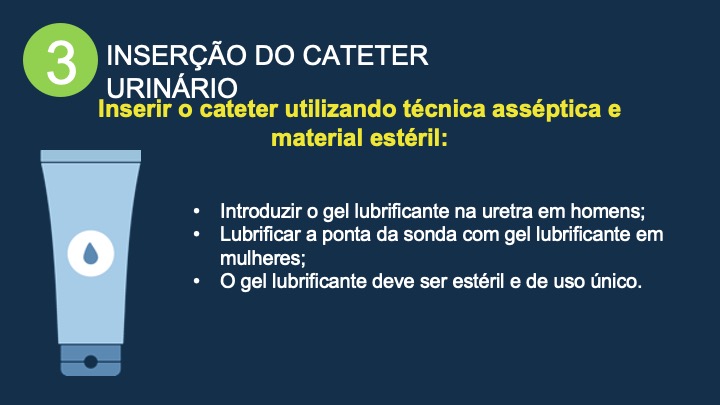 3
INSERÇÃO DO CATETER
URINÁRIO
Inserir o cateter utilizando técnica asséptica e
material estéril:
• Introduzir o gel lubrificante na uretra em homens;
• Lubrificar a ponta da sonda com gel lubrificante em
mulheres;
• O gel lubrificante deve ser estéril e de uso único.